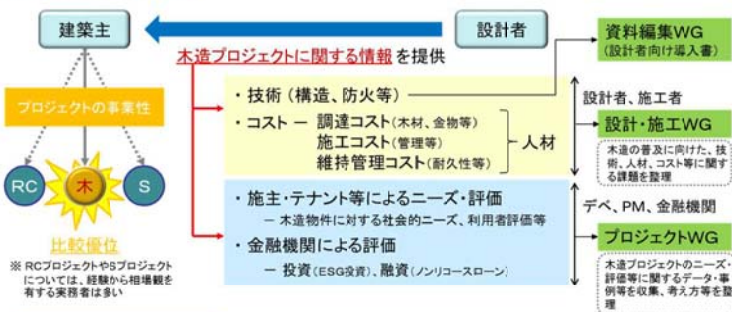 建築主
設計者
木造プロジェクトに関する情報 を提供
資料編集WG
(設計者向け導入書)
プロジェクトの事業性
・技術(構造、防火等)
・コスト ー 調達コスト(木材、金物等)
施工コスト(管理等)
維持管理コスト(耐久性等)
人材
設計者、施工者
設計・施工WG
木造の普及に向けた、技
術、人材、コスト等に関す
る課題を整理
RC
木
S
比較優位
※ RCプロジェクトやSプロジェクト
については、経験から相場観を
有する実務者は多い
・施主・テナント等によるニーズ・評価
ー 木造物件に対する社会的ニーズ、利用者評価等
・金融機関による評価
ー 投資(ESG投資)、融資(ノンリコースローン)
デベ、PM、金融機関
プロジェクトWG
木造プロジェクトのニーズ・
評価等に関するデータ・事
例等を収集、考え方等を整
理